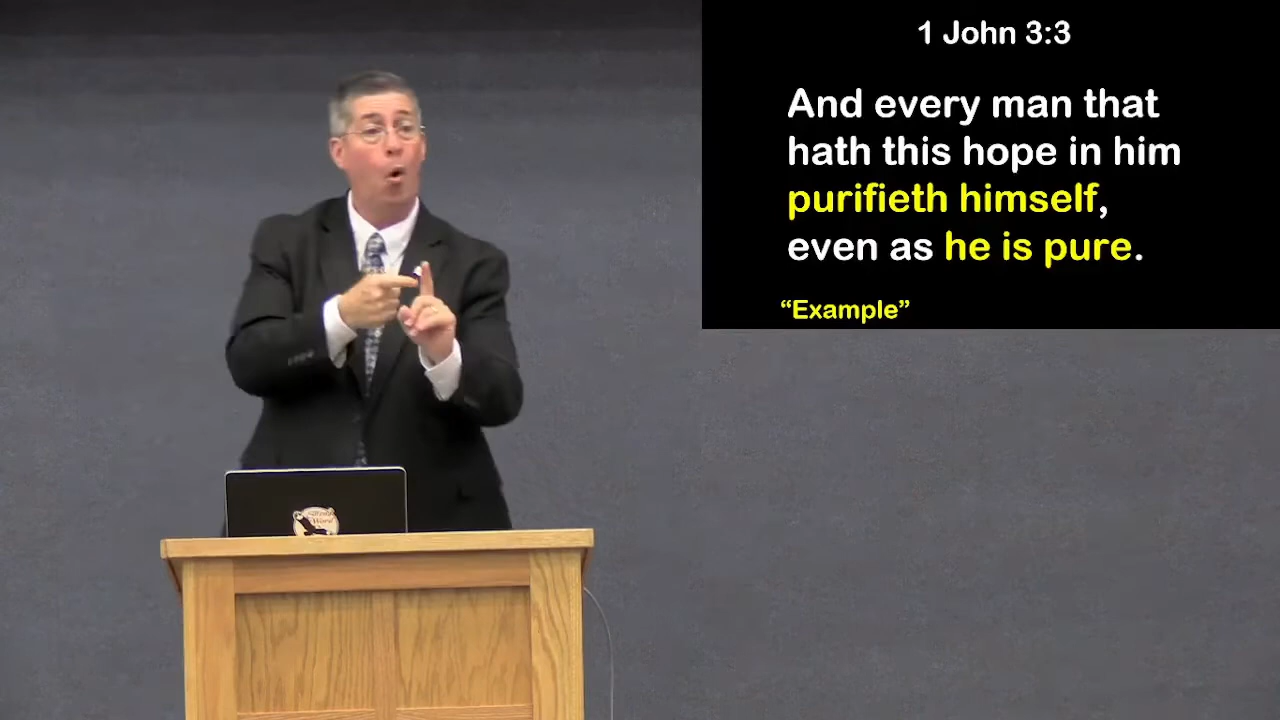 1 John 3:3
And every man that
hath this hope in him
purifieth himself,
even as he is pure.
“Example”